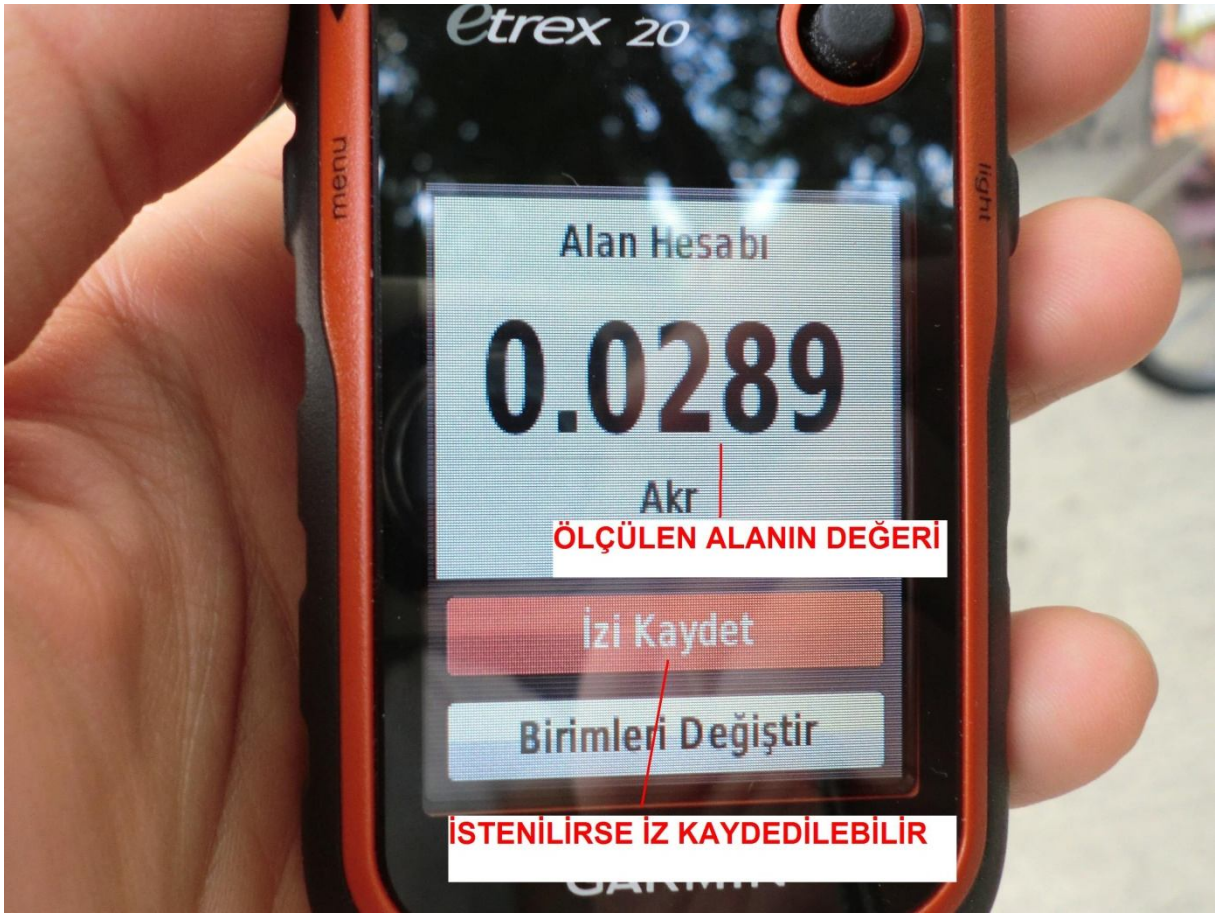 etrex 20
menu
light
Alan Hesabı
0.0289
Akr
ÖLÇÜLEN ALANIN DEĞERİ
İzi Kaydet
Birimleri Değiştir
İSTENİLİRSE İZ KAYDEDİLEBİLİR
GARMIN